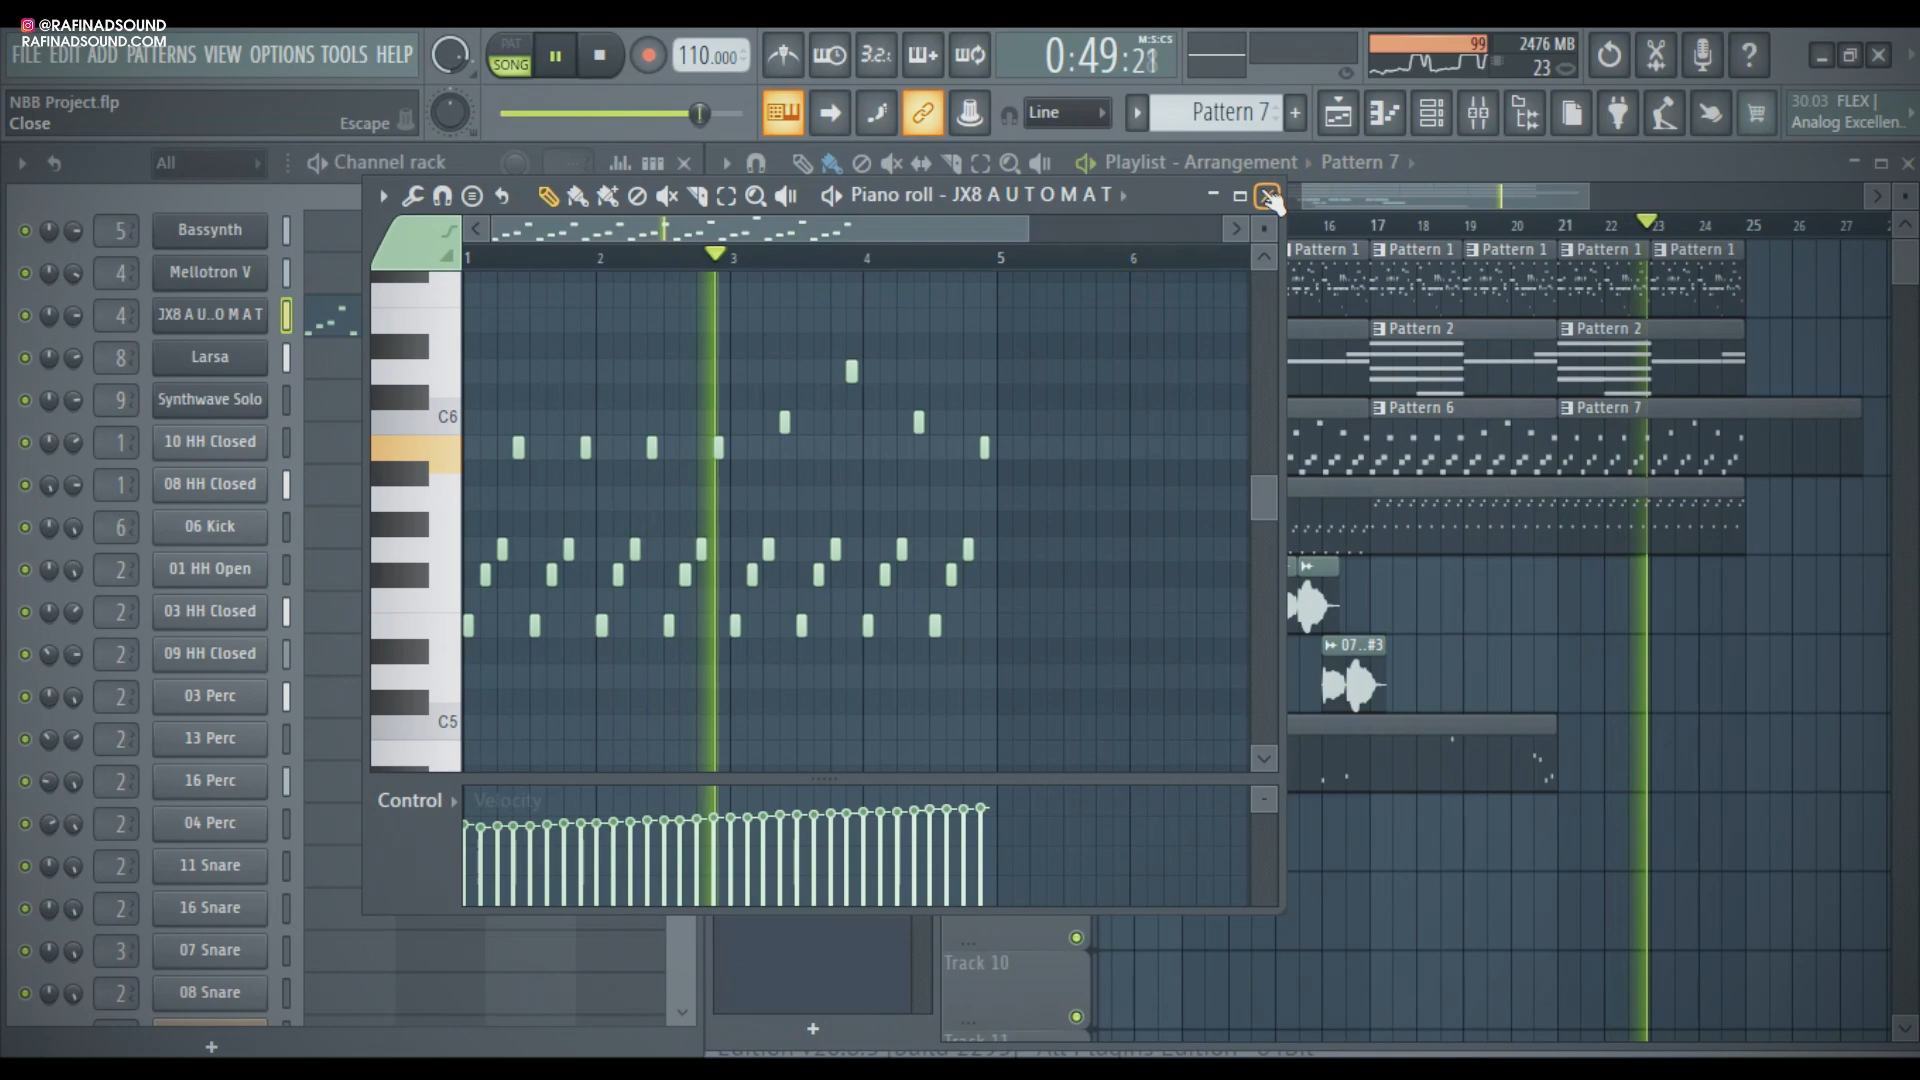 @RAFINADSOUND
RAFINADSOUND.COM
FILE EDIT ADD PATTERNS VIEW OPTIONS TOOLS HELP
PAT
SONG
110.000
3.2.
0:49:21
M:S:CS
99
2476 MB
23
NBB Project.flp
Close
Escape
Line
Pattern 7
30.03 FLEX |
Analog Excellen..
All
Channel rack
Playlist - Arrangement
Pattern 7
Piano roll - JX8 A U T O M A T
1 2 3 4 5 6
16 17 18 19 20 21 22 23 24 25 26 27
5 Bassynth
4 Mellotron V
4 JX8 A U..O M A T
8 Larsa
9 Synthwave Solo
1 10 HH Closed
1 08 HH Closed
6 06 Kick
2 01 HH Open
2 03 HH Closed
2 09 HH Closed
2 03 Perc
2 13 Perc
2 16 Perc
2 04 Perc
2 11 Snare
2 16 Snare
3 07 Snare
2 08 Snare
C6
C5
Control
Velocity
Pattern 1 Pattern 1 Pattern 1 Pattern 1 Pattern 1
Pattern 2 Pattern 2
Pattern 6 Pattern 7
07..#3
...
Track 10
...
Track 11